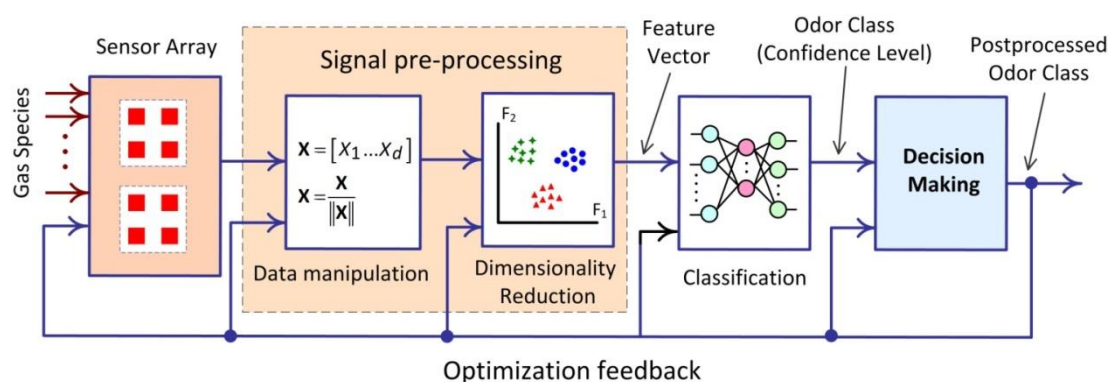 Sensor Array
Gas Species
Signal pre-processing
X = [X1...Xd]
X = X / ||X||
Data manipulation
F2
F1
Dimensionality
Reduction
Feature
Vector
Classification
Odor Class
(Confidence Level)
Decision
Making
Postprocessed
Odor Class
Optimization feedback